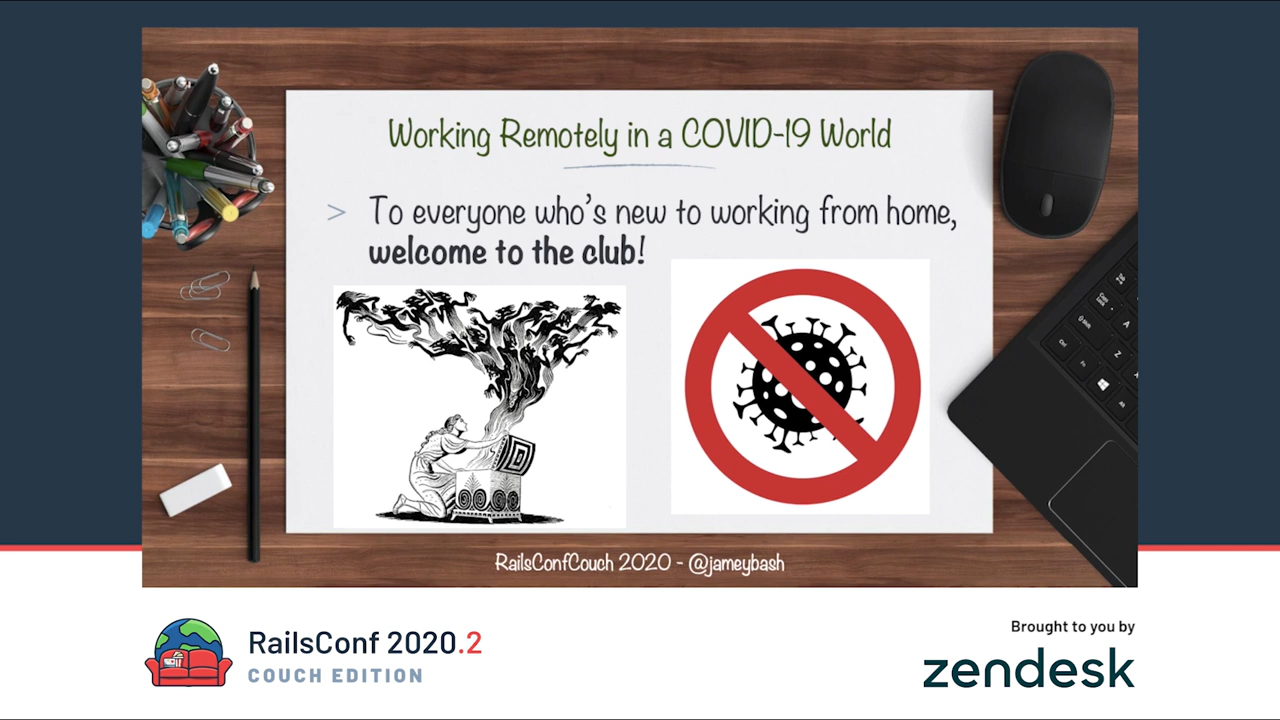 Working Remotely in a COVID-19 World
> To everyone who's new to working from home,
welcome to the club!
RailsConfCouch 2020 - @jameybash
RailsConf 2020.2
COUCH EDITION
Brought to you by
zendesk